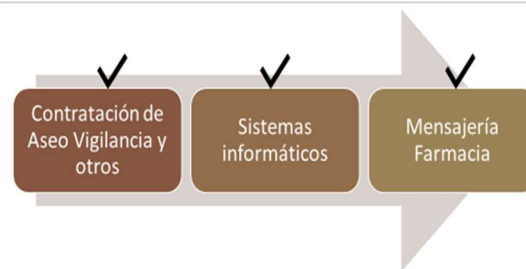 Contratación de
Aseo Vigilancia y
otros
Sistemas
informáticos
Mensajería
Farmacia